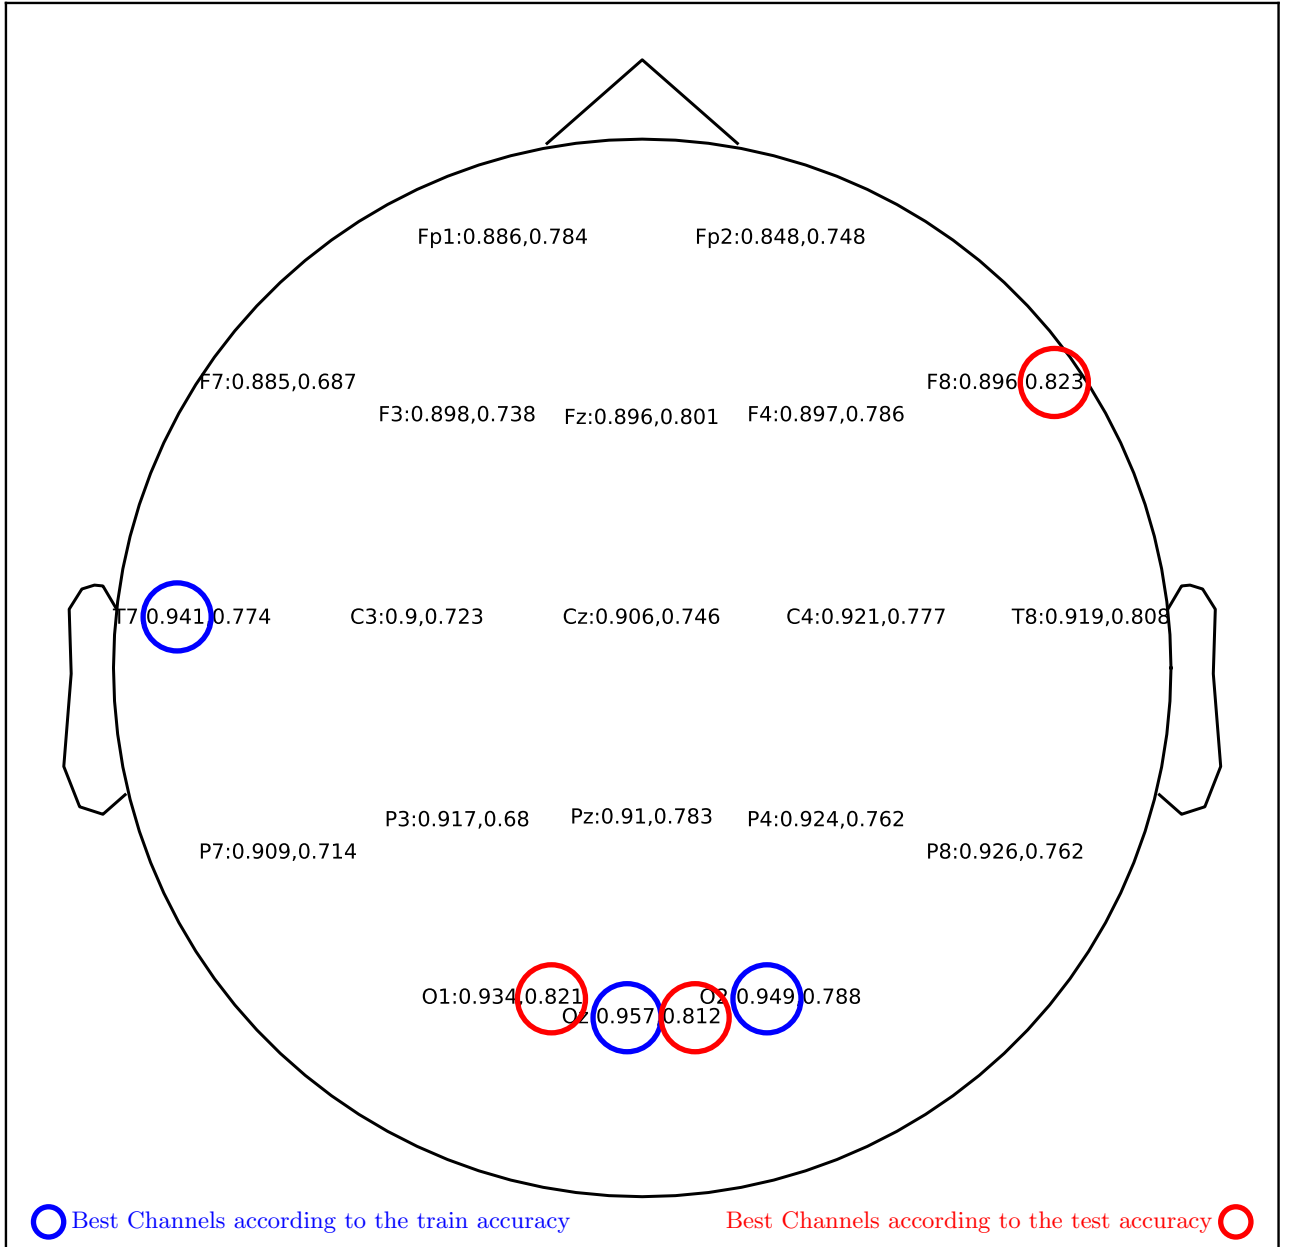 Fp1:0.886,0.784
Fp2:0.848,0.748
F7:0.885,0.687
F8:0.896,0.823
F3:0.898,0.738
Fz:0.896,0.801
F4:0.897,0.786
T7:0.941,0.774
C3:0.9,0.723
Cz:0.906,0.746
C4:0.921,0.777
T8:0.919,0.808
P3:0.917,0.68
Pz:0.91,0.783
P4:0.924,0.762
P7:0.909,0.714
P8:0.926,0.762
O1:0.934,0.821
O2:0.949,0.788
Oz:0.957,0.812
Best Channels according to the train accuracy
Best Channels according to the test accuracy